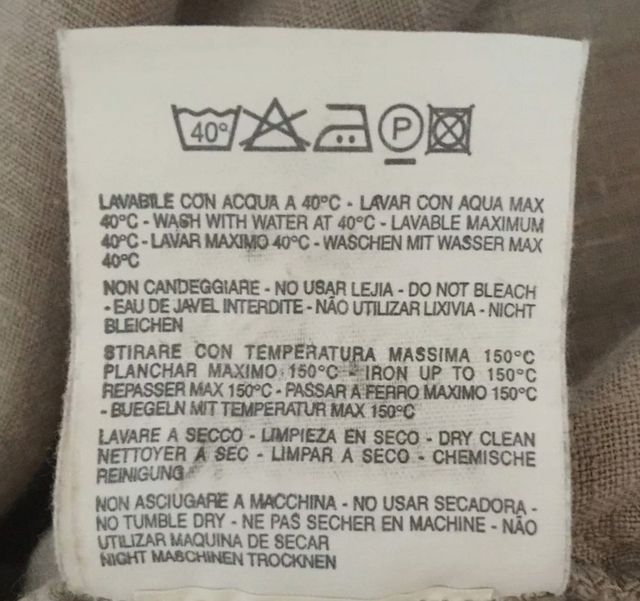 40°
P
LAVABILE CON ACQUA A 40°C - LAVAR CON AQUA MAX
40°C - WASH WITH WATER AT 40°C - LAVABLE MAXIMUM
40°C - LAVAR MAXIMO 40°C - WASCHEN MIT WASSER MAX
40°C
NON CANDEGGIARE - NO USAR LEJIA - DO NOT BLEACH
- EAU DE JAVEL INTERDITE - NÃO UTILIZAR LIXIVIA - NICHT
BLEICHEN
STIRARE CON TEMPERATURA MASSIMA 150°C
PLANCHAR MAXIMO 150°C - IRON UP TO 150°C
REPASSER MAX 150°C - PASSAR A FERRO MAXIMO 150°C
- BUEGELN MIT TEMPERATUR MAX 150°C
LAVARE A SECCO - LIMPIEZA EN SECO - DRY CLEAN
NETTOYER A SEC - LIMPAR A SECO - CHEMISCHE
REINIGUNG
NON ASCIUGARE A MACCHINA - NO USAR SECADORA -
NO TUMBLE DRY - NE PAS SECHER EN MACHINE - NÃO
UTILIZAR MAQUINA DE SECAR
NIGHT MASCHINEN TROCKNEN